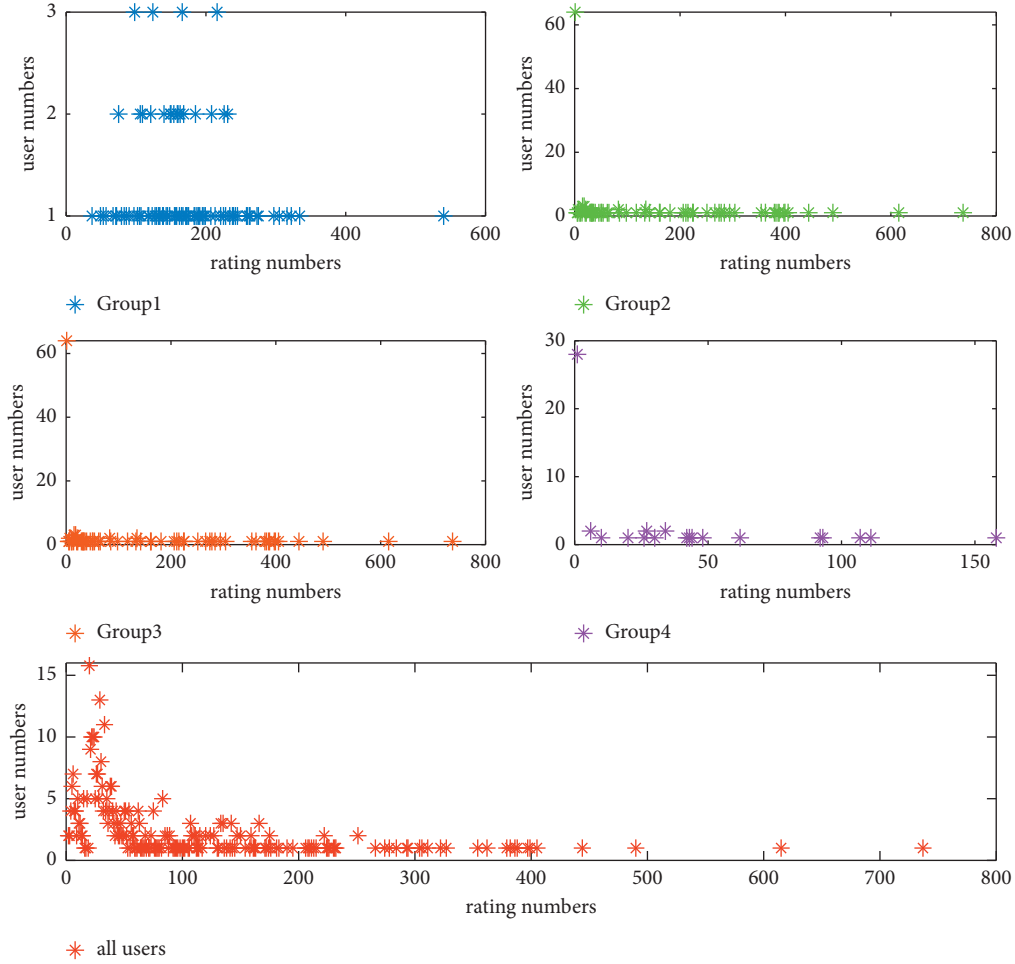 3
2
1
user numbers
0 200 400 600
rating numbers
Group1
60
40
20
0
user numbers
0 200 400 600 800
rating numbers
Group2
60
40
20
0
user numbers
0 200 400 600 800
rating numbers
Group3
30
20
10
0
user numbers
0 50 100 150
rating numbers
Group4
15
10
5
0
user numbers
0 100 200 300 400 500 600 700 800
rating numbers
all users